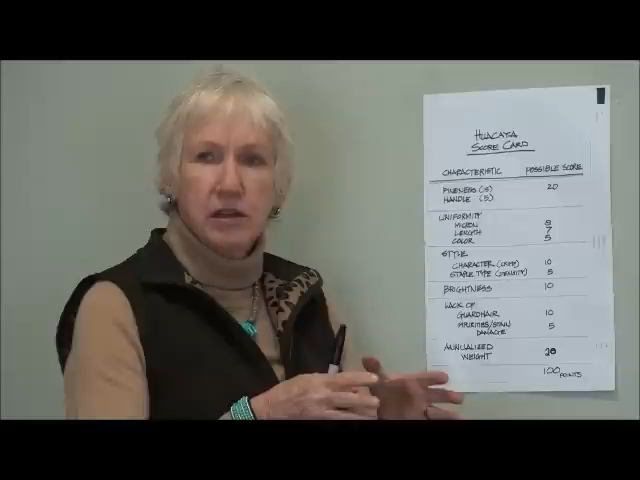 HUACAYA
SCORE CARD
CHARACTERISTIC POSSIBLE SCORE
FINENESS (15) 20
HANDLE (5)
UNIFORMITY
MICRON 8
LENGTH 7
COLOR 5
STYLE
CHARACTER (CRIMP) 10
STAPLE TYPE (DENSITY) 5
BRIGHTNESS 10
LACK OF
GUARDHAIR 10
IMPURITIES/STAIN 5
DAMAGE
ANNUALIZED
WEIGHT 20
100 POINTS